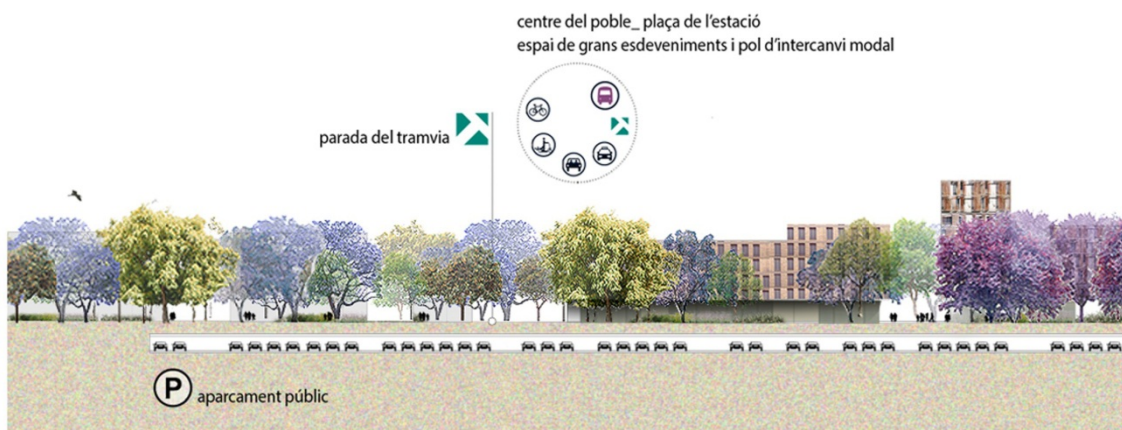 centre del poble_ plaça de l'estació
espai de grans esdeveniments i pol d'intercanvi modal
parada del tramvia
P aparcament públic